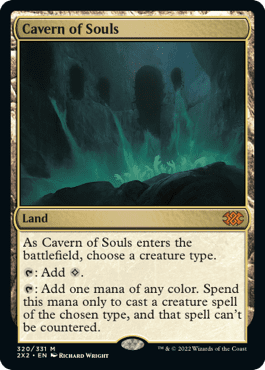 Cavern of Souls
Land
As Cavern of Souls enters the
battlefield, choose a creature type.
: Add .
: Add one mana of any color. Spend
this mana only to cast a creature spell
of the chosen type, and that spell can't
be countered.
320/331 M
2X2 • EN Richard Wright
™ & © 2022 Wizards of the Coast